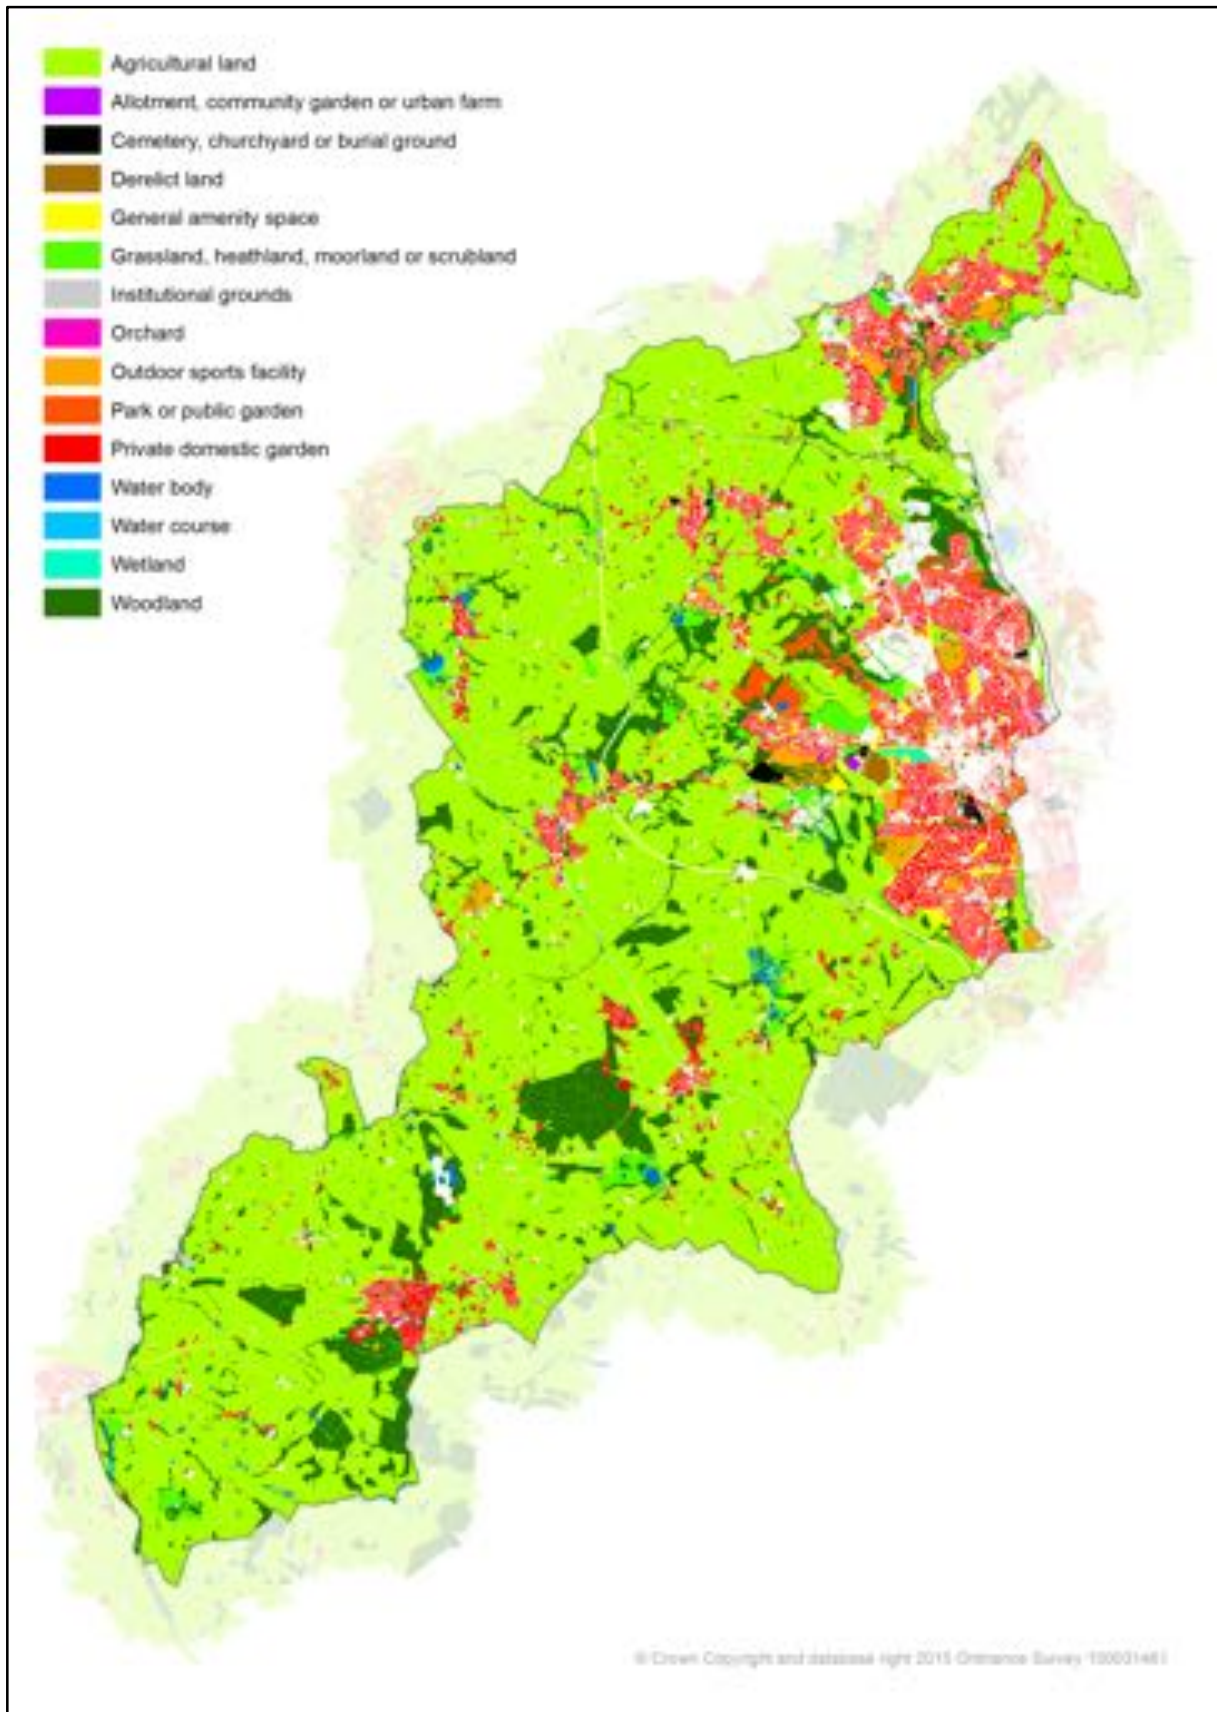 Agricultural land
Allotment, community garden or urban farm
Cemetery, churchyard or burial ground
Derelict land
General amenity space
Grassland, heathland, moorland or scrubland
Institutional grounds
Orchard
Outdoor sports facility
Park or public garden
Private domestic garden
Water body
Water course
Wetland
Woodland
© Crown Copyright and database right 2015 Ordnance Survey